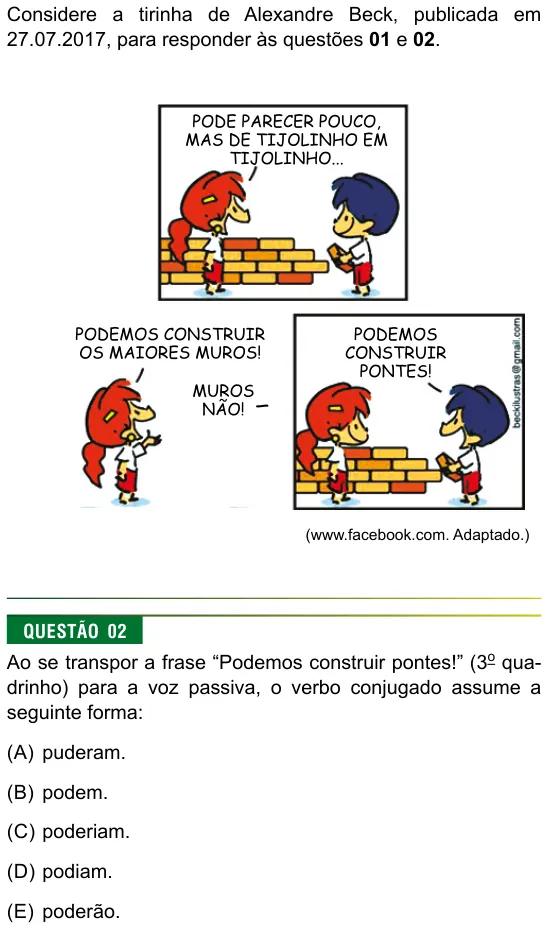 Considere a tirinha de Alexandre Beck, publicada em
27.07.2017, para responder às questões 01 e 02.
PODE PARECER POUCO,
MAS DE TIJOLINHO EM
TIJOLINHO...
PODEMOS CONSTRUIR
OS MAIORES MUROS!
MUROS
NÃO!
PODEMOS
CONSTRUIR
PONTES!
beckilustras@gmail.com
(www.facebook.com. Adaptado.)
QUESTÃO 02
Ao se transpor a frase “Podemos construir pontes!” (3º qua-
drinho) para a voz passiva, o verbo conjugado assume a
seguinte forma:
(A) puderam.
(B) podem.
(C) poderiam.
(D) podiam.
(E) poderão.